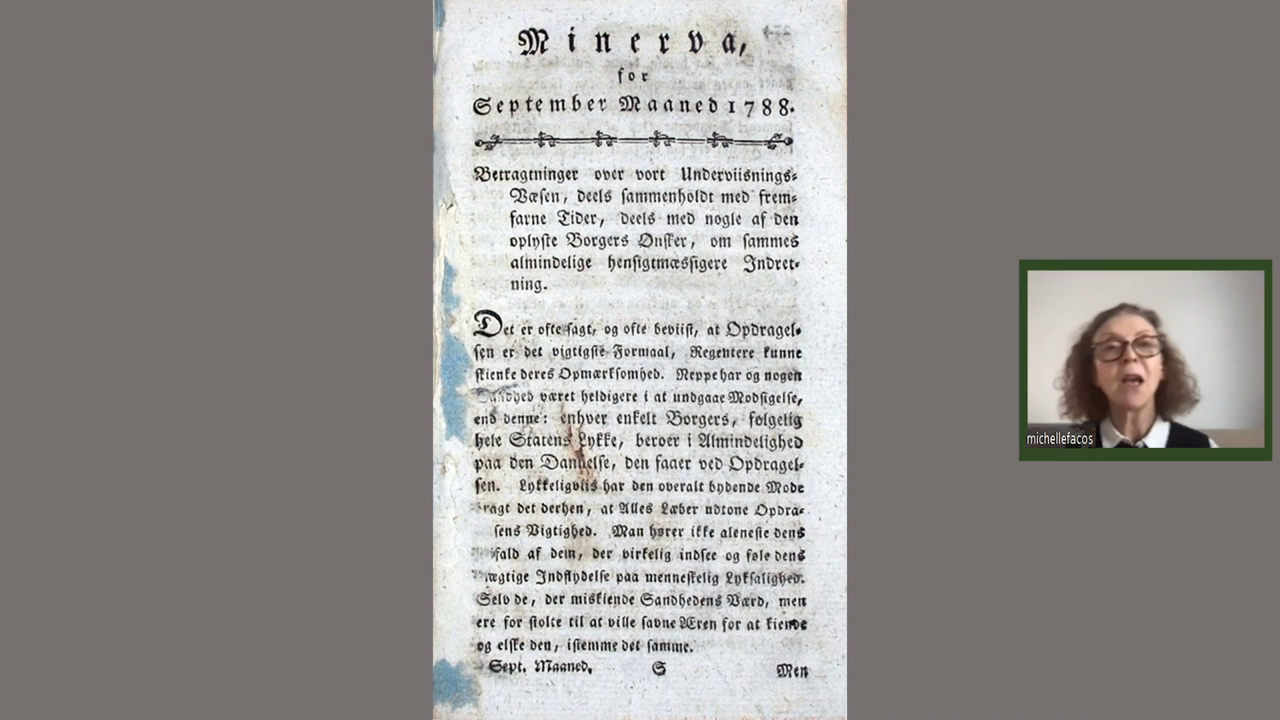 Minerva,
for
September Maaned 1788.
Betragtninger over vort Underviisnings-
Væsen, deels sammenholdt med frem-
farne Tider, deels med nogle af den
oplyste Borgers Ønsker, om sammes
almindelige hensigtmæssigere Indret-
ning.
Det er ofte sagt, og ofte beviist, at Opdragel-
sen er det vigtigste Formaal, Regentere kunne
skienke deres Opmærksomhed. Neppe har og nogen
Sandhed været heldigere i at undgaae Modsigelse,
end denne: enhver enkelt Borgers, følgelig
hele Statens Lykke, beroer i Almindelighed
paa den Dannelse, den faaer ved Opdragel-
sen. Lykkeligviis har den overalt bydende Mode
bragt det derhen, at Alles Læber udtone Opdra-
sens Vigtighed. Man hører ikke aleneste dens
ifald af dem, der virkelig indsee og føle dens
mægtige Indflydelse paa menneskelig Lyksalighed.
Selv de, der miskiende Sandhedens Værd, men
ere for stolte til at ville savne Æren for at kiende
og elske den, istemme det samme.
Sept. Maaned. S Men
michellefacos